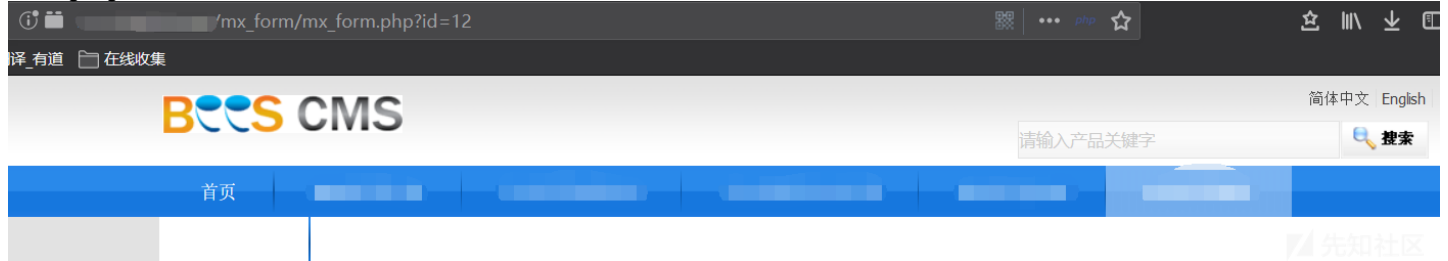 /mx_form/mx_form.php?id=12
译_有道 在线收集
BEES CMS
简体中文 English
请输入产品关键字 搜索
首页
先知社区